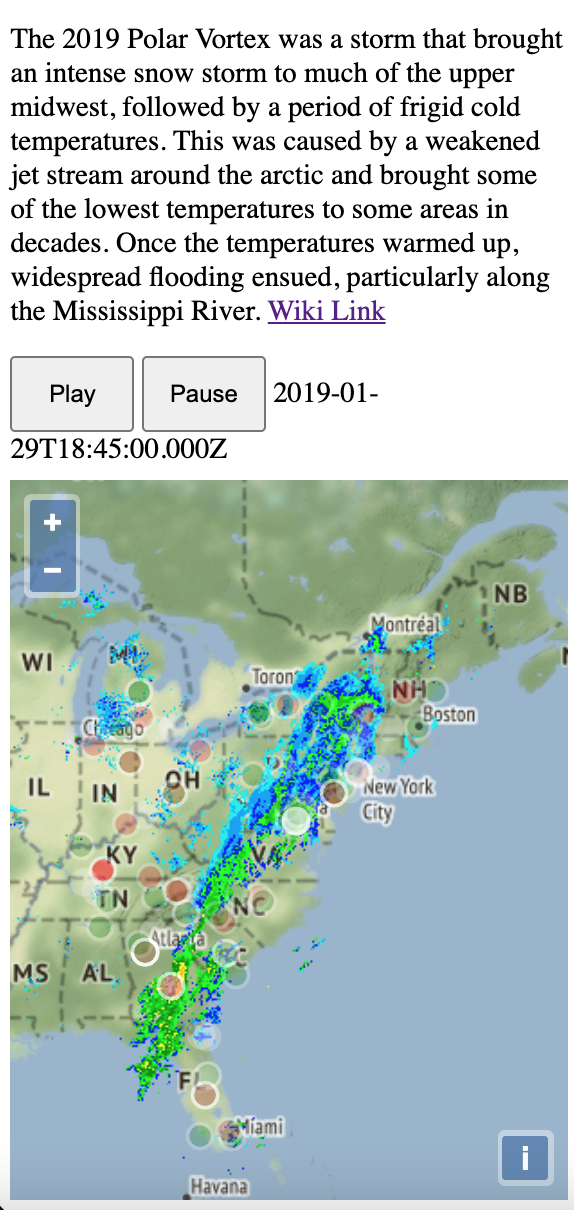 The 2019 Polar Vortex was a storm that brought
an intense snow storm to much of the upper
midwest, followed by a period of frigid cold
temperatures. This was caused by a weakened
jet stream around the arctic and brought some
of the lowest temperatures to some areas in
decades. Once the temperatures warmed up,
widespread flooding ensued, particularly along
the Mississippi River. Wiki Link
Play Pause 2019-01-
29T18:45:00.000Z
+
−
NB
Montréal
WI
MI
Toron
NH
Boston
OH
IL
IN
New York
City
KY
VA
TN
NC
Atlanta
MS
AL
FL
Miami
i
Havana